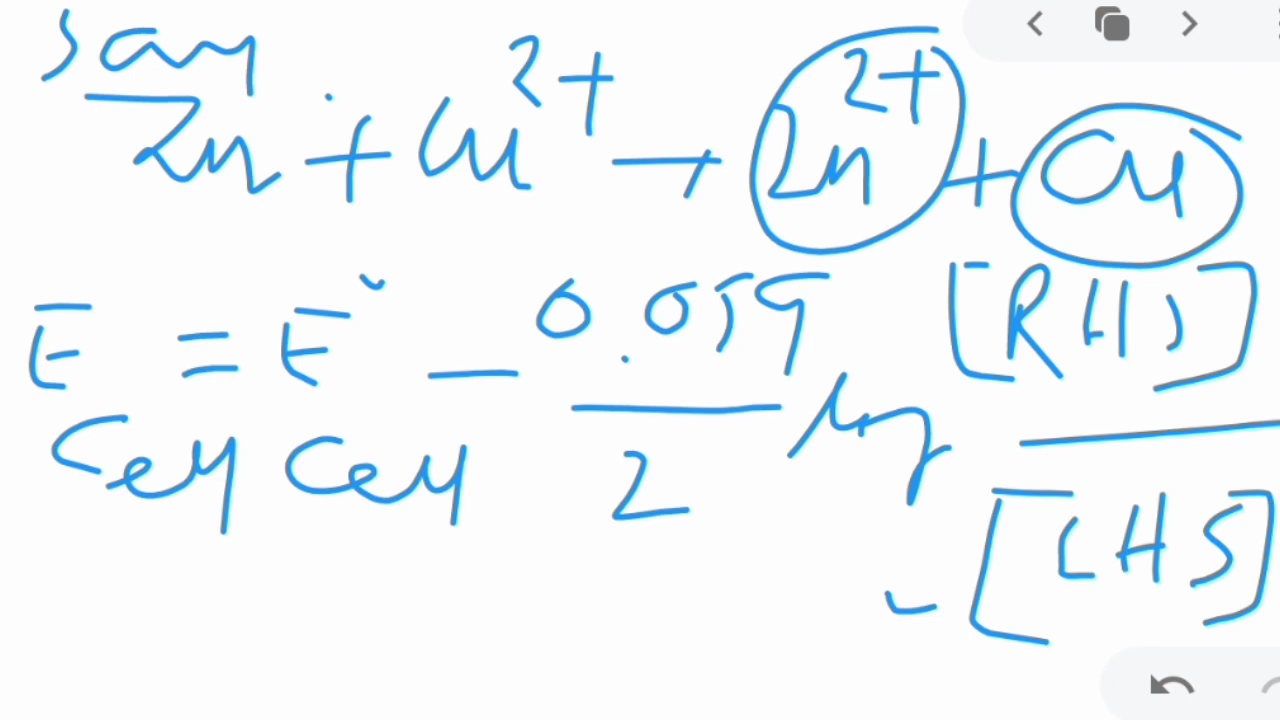 Say
Zn + Cu²⁺ → Zn²⁺ + Cu
E cell = E° cell - 0.059 / 2 log [RHS] / [LHS]